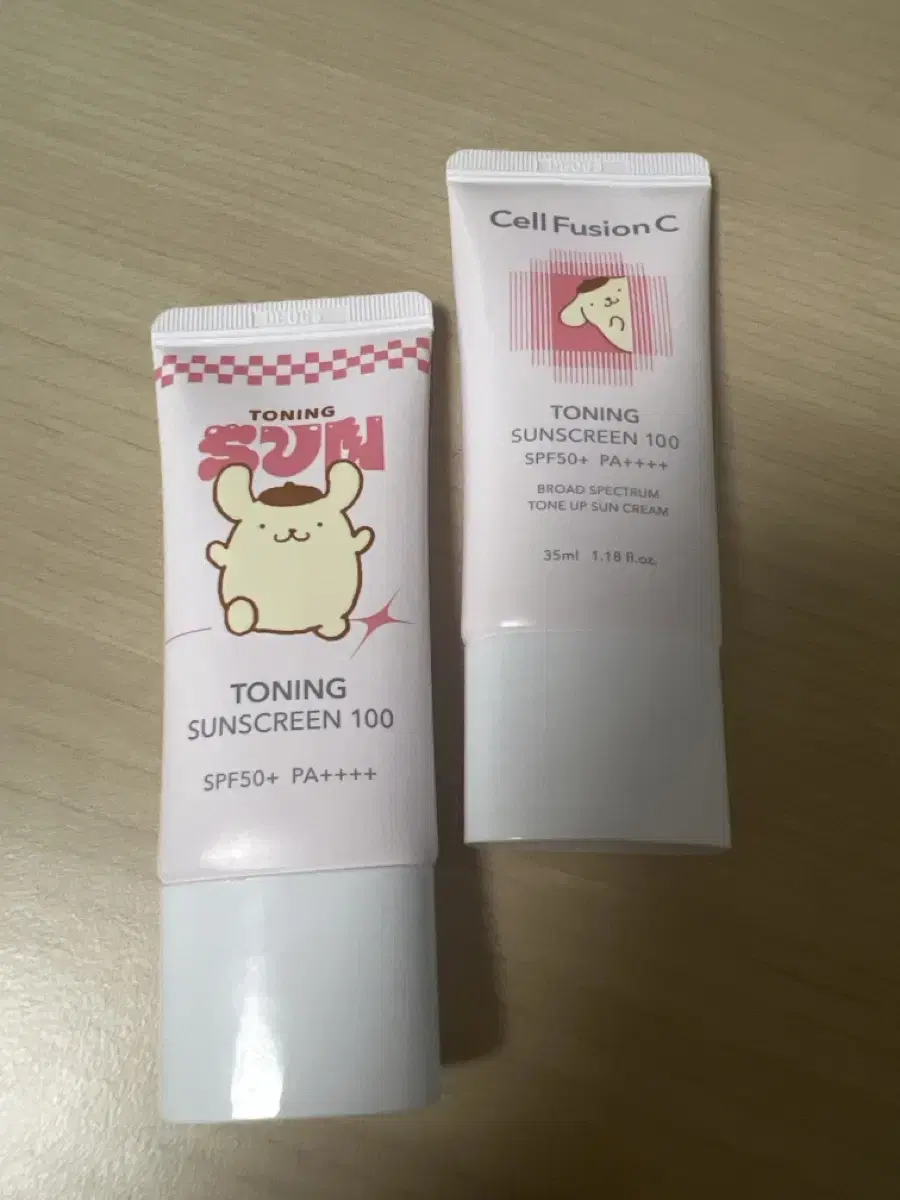 TONING
SUN
TONING
SUNSCREEN 100
SPF50+ PA++++
Cell Fusion C
TONING
SUNSCREEN 100
SPF50+ PA++++
BROAD SPECTRUM
TONE UP SUN CREAM
35ml 1.18 fl.oz.